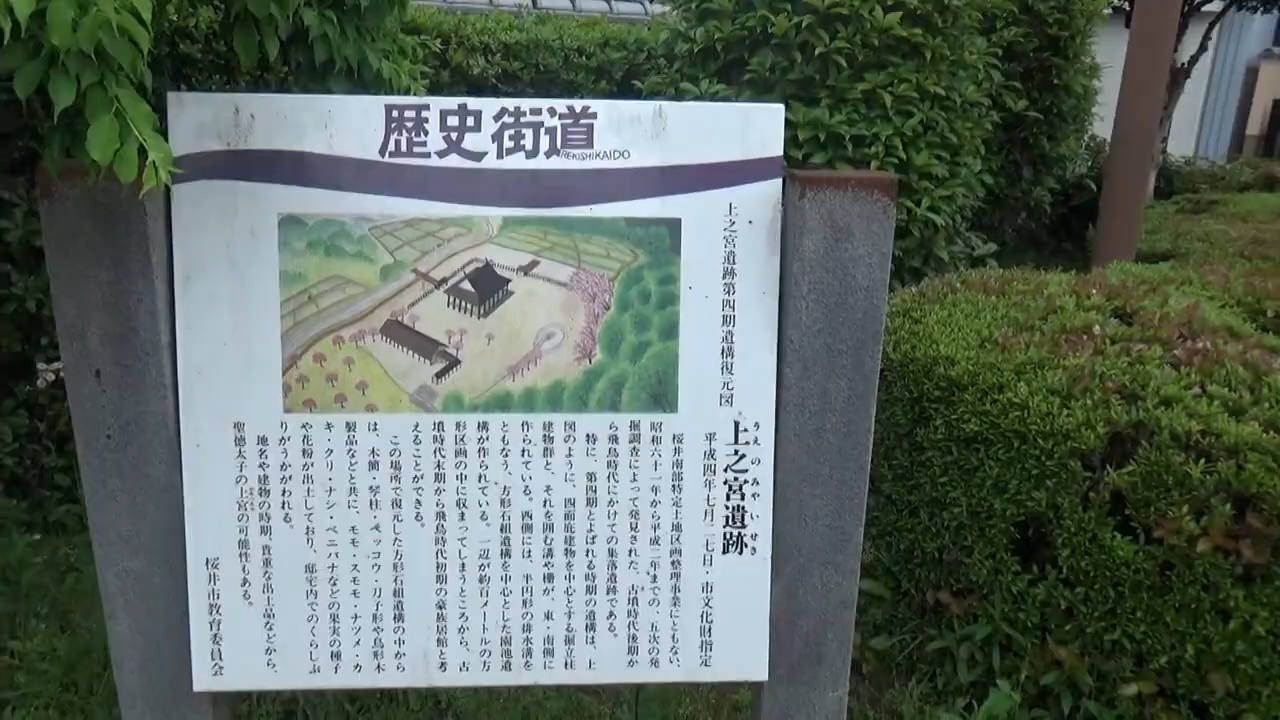 歴史街道
REKISHIKAIDO
上之宮遺跡第四期遺構復元図
うえのみやいせき
上之宮遺跡
平成四年七月二七日・市文化財指定
桜井南部特定土地区画整理事業にともない、
昭和六十一年から平成二年までの、五次の発
掘調査によって発見された、古墳時代後期か
ら飛鳥時代にかけての集落遺跡である。
特に、第四期とよばれる時期の遺構は、上
図のように、四面庇建物を中心とする掘立柱
建物群と、それを囲む溝や柵が、東・南側に
作られている。西側には、半円形の排水溝を
ともなう、方形石組遺構を中心とした園池遺
構が作られている。一辺が約百メートルの方
形区画の中に収まってしまうところから、古
墳時代末期から飛鳥時代初期の豪族居館と考
えることができる。
この場所で復元した方形石組遺構の中から
は、木簡・琴柱・ベッコウ・刀子形や鳥形木
製品などと共に、モモ・スモモ・ナツメ・カ
キ・クリ・ナシ・ベニバナなどの果実の種子
や花粉が出土しており、邸宅内でのくらしぶ
りがうかがわれる。
地名や建物の時期、貴重な出土品などから、
聖徳太子の上宮の可能性もある。
桜井市教育委員会